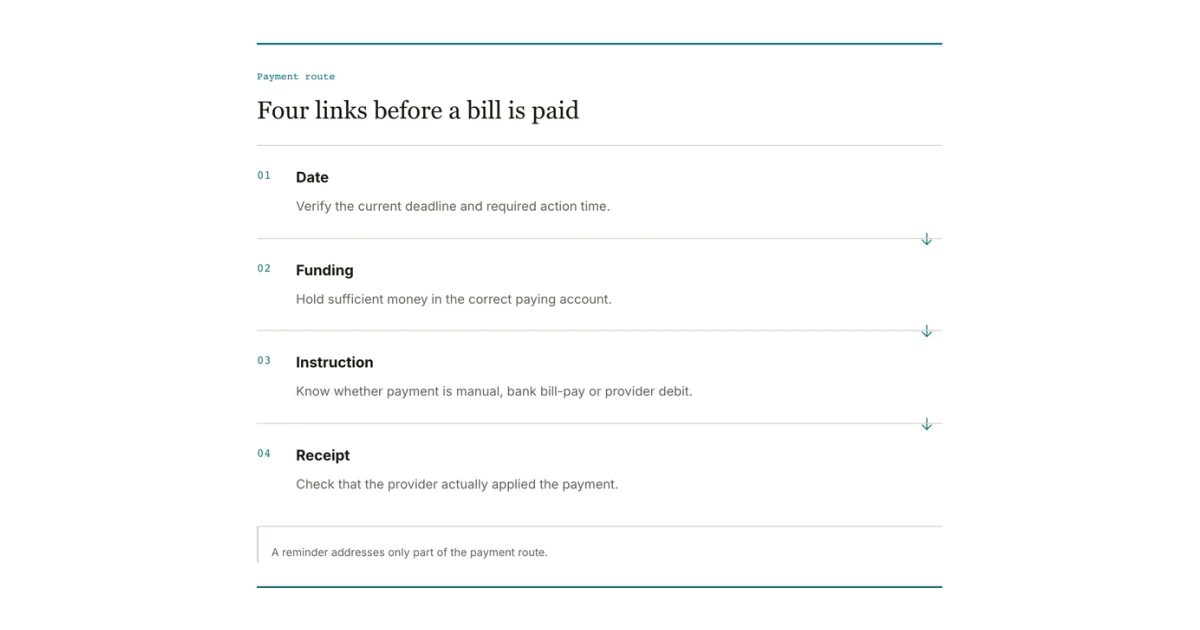 Payment route
Four links before a bill is paid
01
Date
Verify the current deadline and required action time.
02
Funding
Hold sufficient money in the correct paying account.
03
Instruction
Know whether payment is manual, bank bill-pay or provider debit.
04
Receipt
Check that the provider actually applied the payment.
A reminder addresses only part of the payment route.